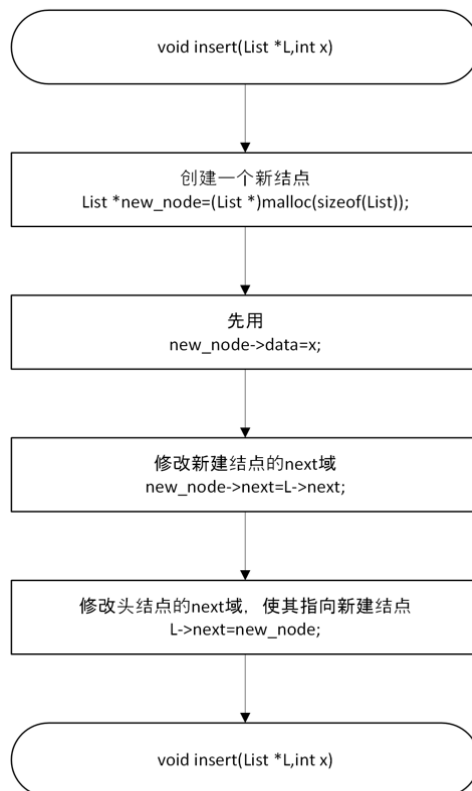 void insert(List *L,int x)
创建一个新结点
List *new_node=(List *)malloc(sizeof(List));
先用
new_node->data=x;
修改新建结点的next域
new_node->next=L->next;
修改头结点的next域，使其指向新建结点
L->next=new_node;
void insert(List *L,int x)